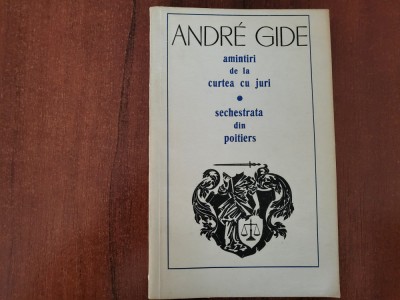 ANDRÉ GIDE
amintiri
de la
curtea cu juri
sechestrata
din
poitiers